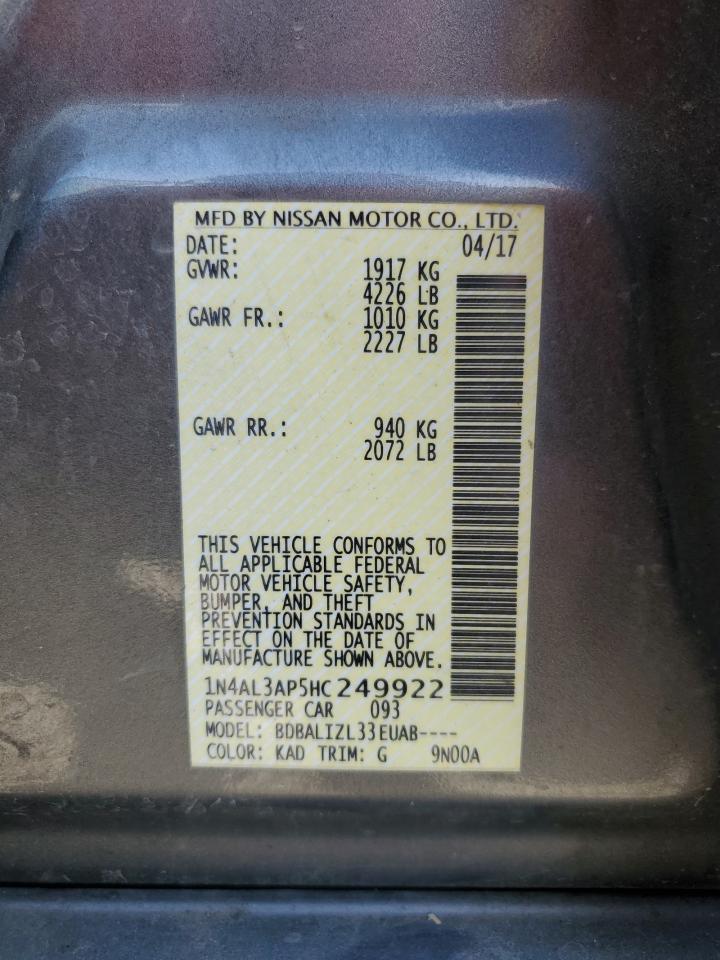 MFD BY NISSAN MOTOR CO., LTD.
DATE: 04/17
GVWR: 1917 KG
4226 LB
GAWR FR.: 1010 KG
2227 LB
GAWR RR.: 940 KG
2072 LB
THIS VEHICLE CONFORMS TO
ALL APPLICABLE FEDERAL
MOTOR VEHICLE SAFETY,
BUMPER, AND THEFT
PREVENTION STANDARDS IN
EFFECT ON THE DATE OF
MANUFACTURE SHOWN ABOVE.
1N4AL3AP5HC249922
PASSENGER CAR 093
MODEL: BDBALIZL33EUAB----
COLOR: KAD TRIM: G 9N00A